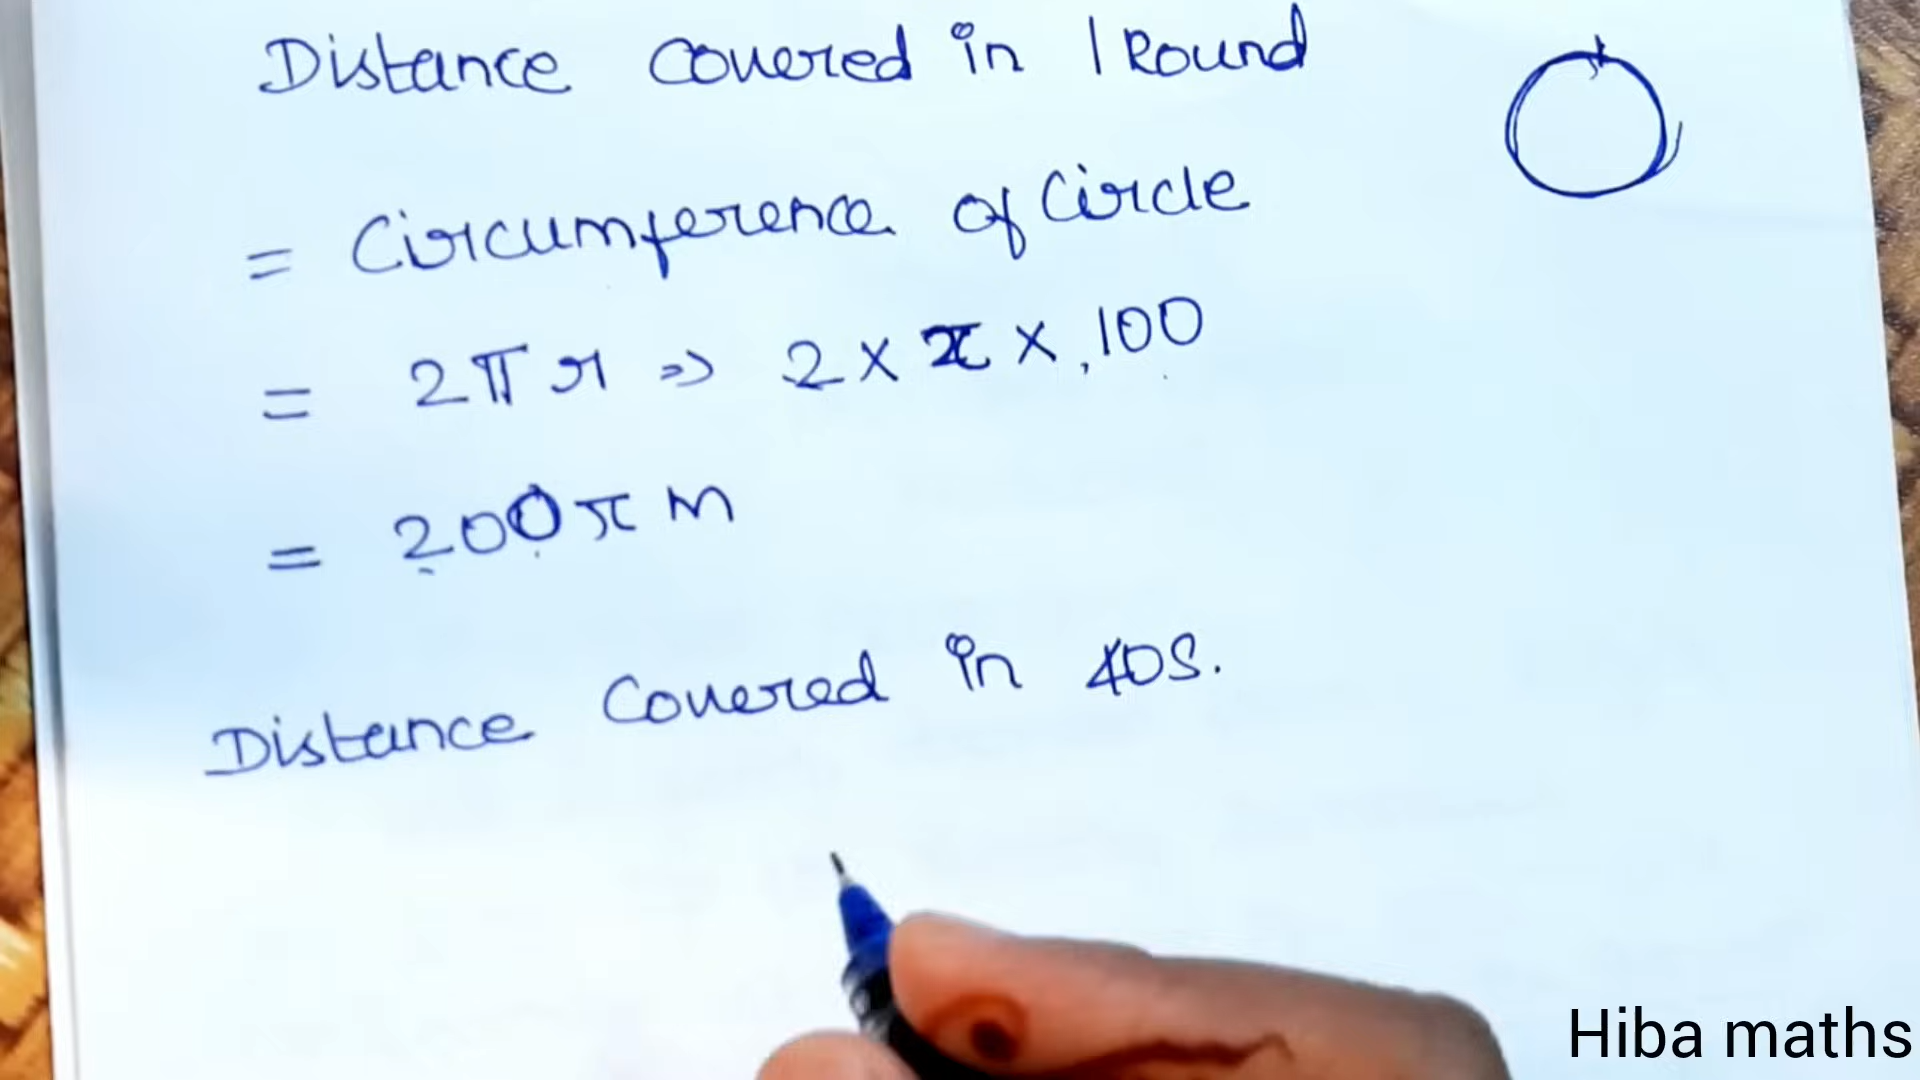 Distance Covered in 1 Round
= Circumference of Circle
= 2πr ⇒ 2 × π × 100
= 200π m
Distance Covered in 40s.
Hiba maths